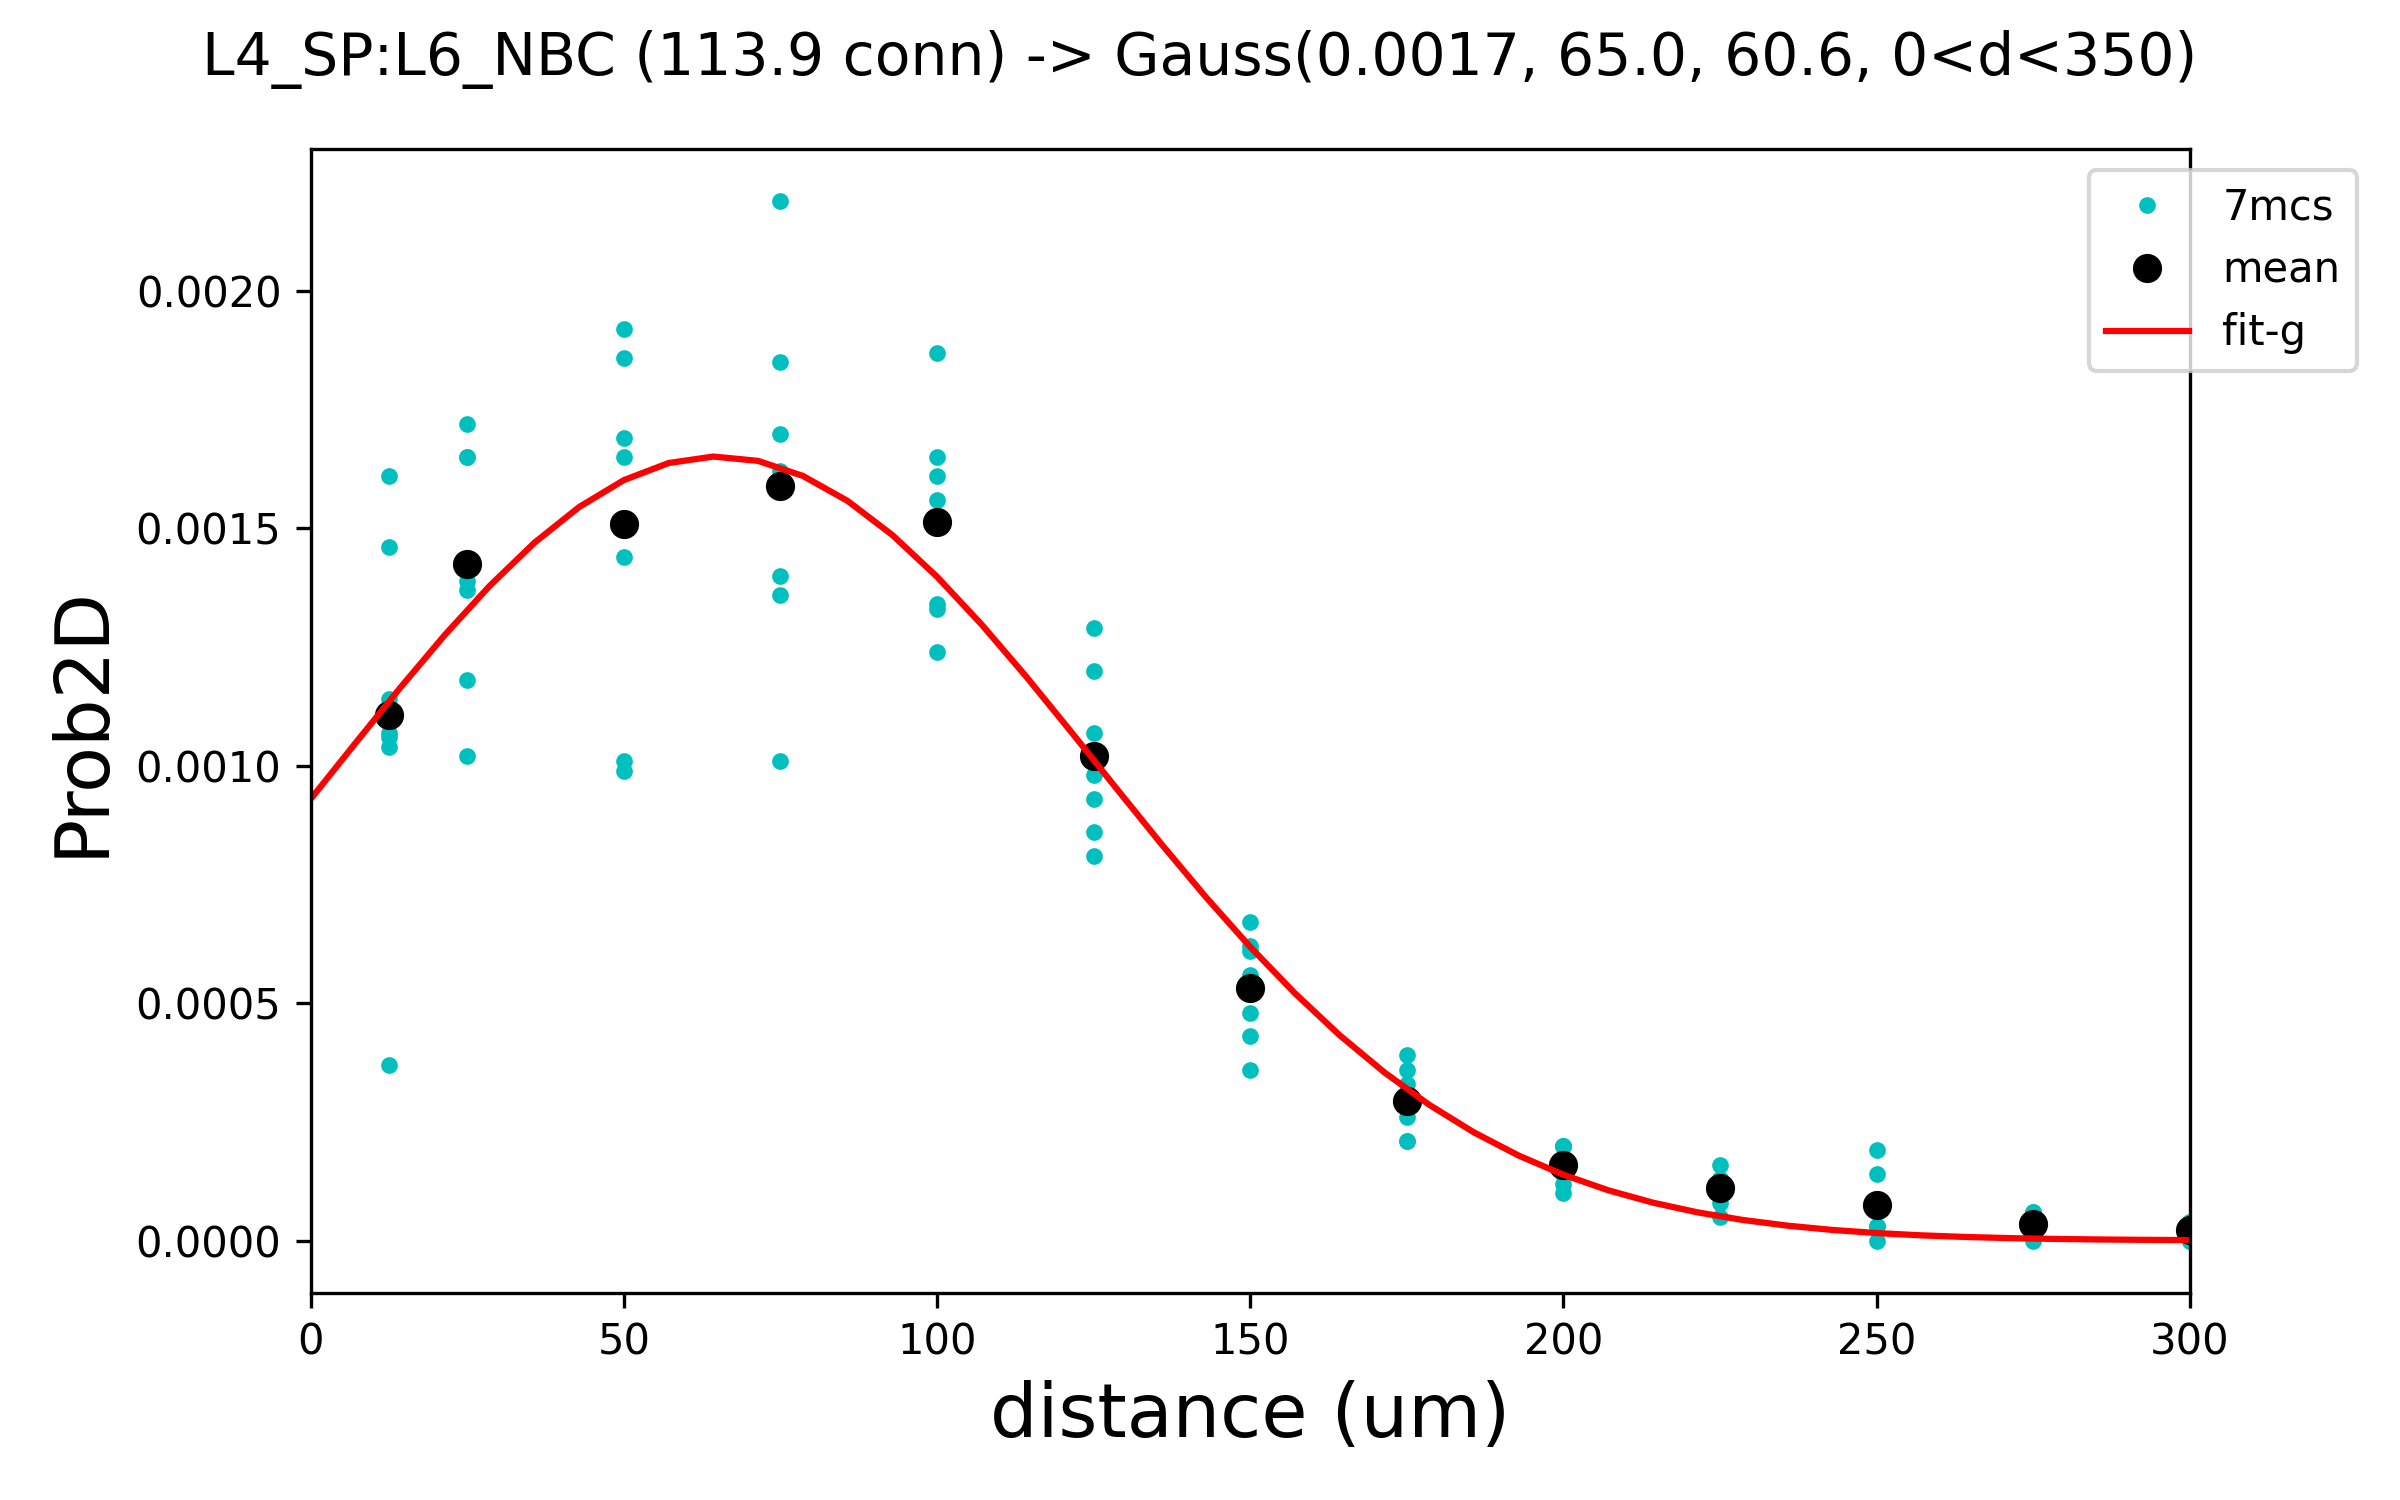 L4_SP:L6_NBC (113.9 conn) -> Gauss(0.0017, 65.0, 60.6, 0<d<350)
7mcs
mean
fit-g
0.0020
0.0015
0.0010
0.0005
0.0000
Prob2D
0 50 100 150 200 250 300
distance (um)